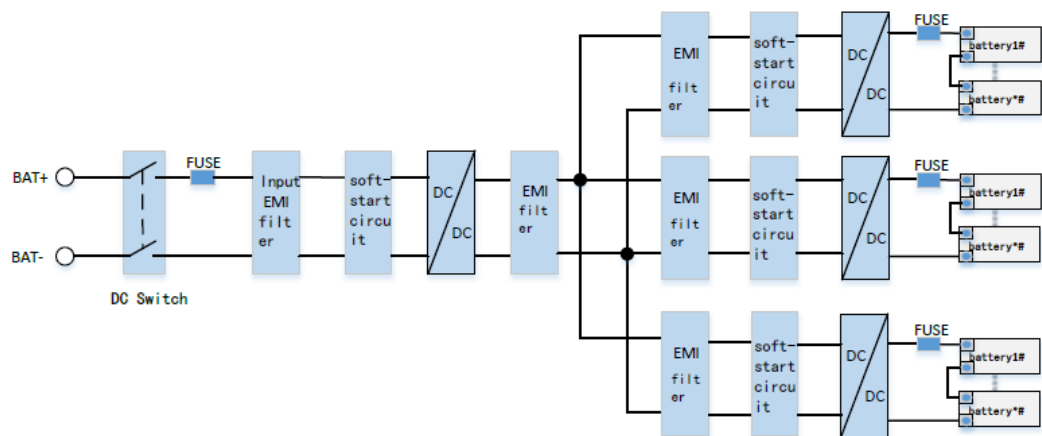 BAT+
BAT-
DC Switch
FUSE
Input
EMI
filt
er
soft-
start
circu
it
DC
DC
EMI
filt
er
EMI
filt
er
soft-
start
circu
it
DC
DC
FUSE
battery1#
battery*#
EMI
filt
er
soft-
start
circu
it
DC
DC
FUSE
battery1#
battery*#
EMI
filt
er
soft-
start
circu
it
DC
DC
FUSE
battery1#
battery*#